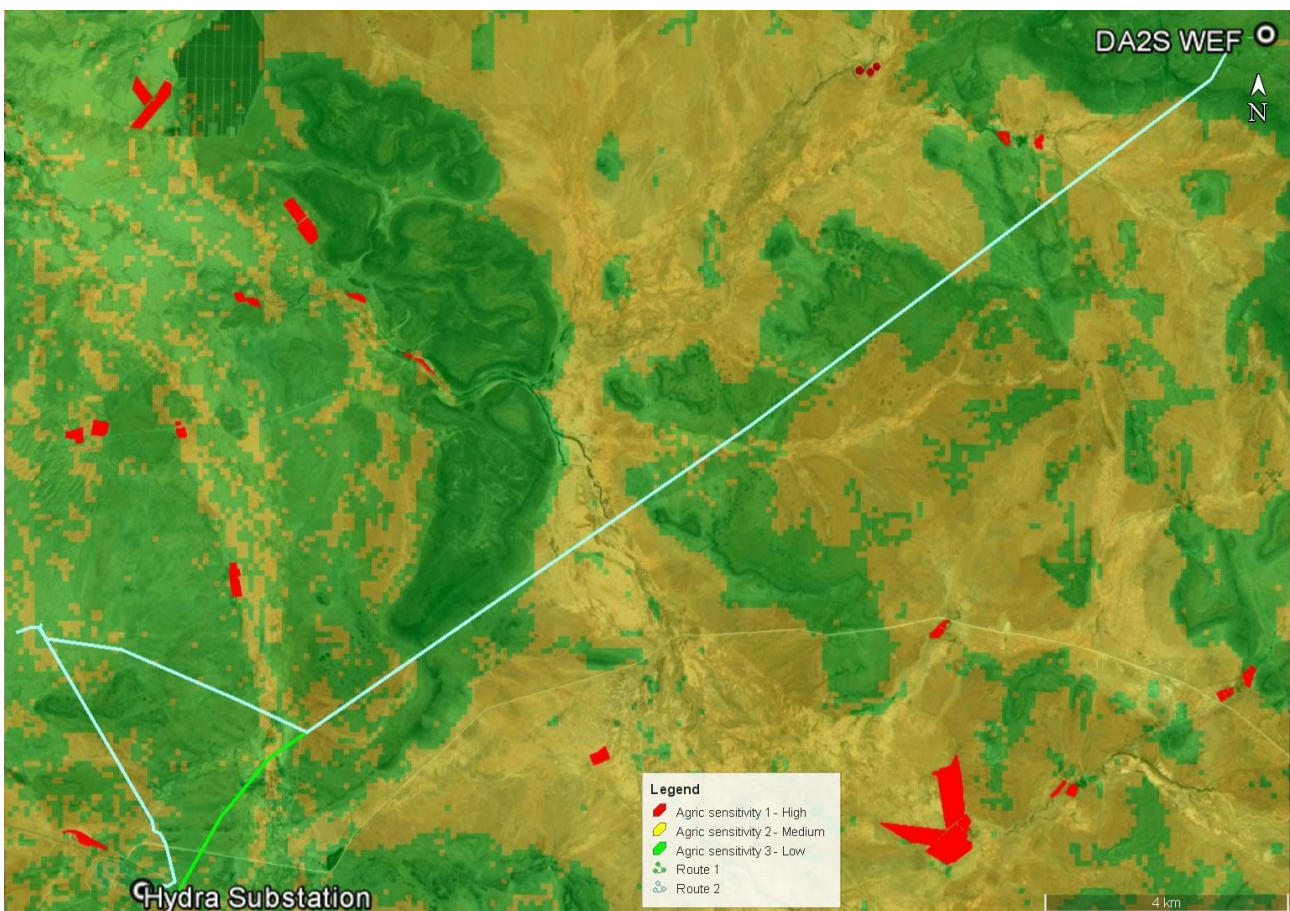 DA2S WEF
N
Legend
Agric sensitivity 1 - High
Agric sensitivity 2 - Medium
Agric sensitivity 3 - Low
Route 1
Route 2
Hydra Substation
4 km